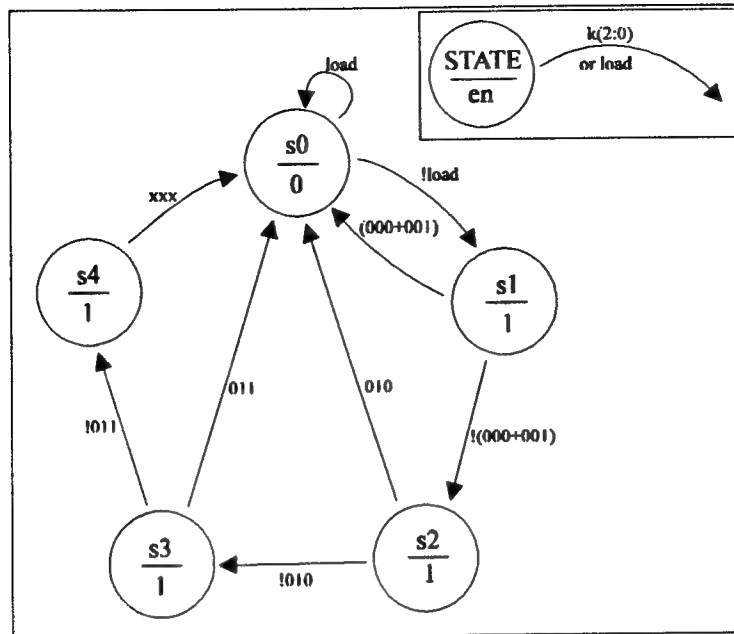 k(2:0)
or load
STATE
en
load
s0
0
!load
xxx
(000+001)
s4
1
s1
1
011
010
!011
!(000+001)
s3
1
s2
1
!010